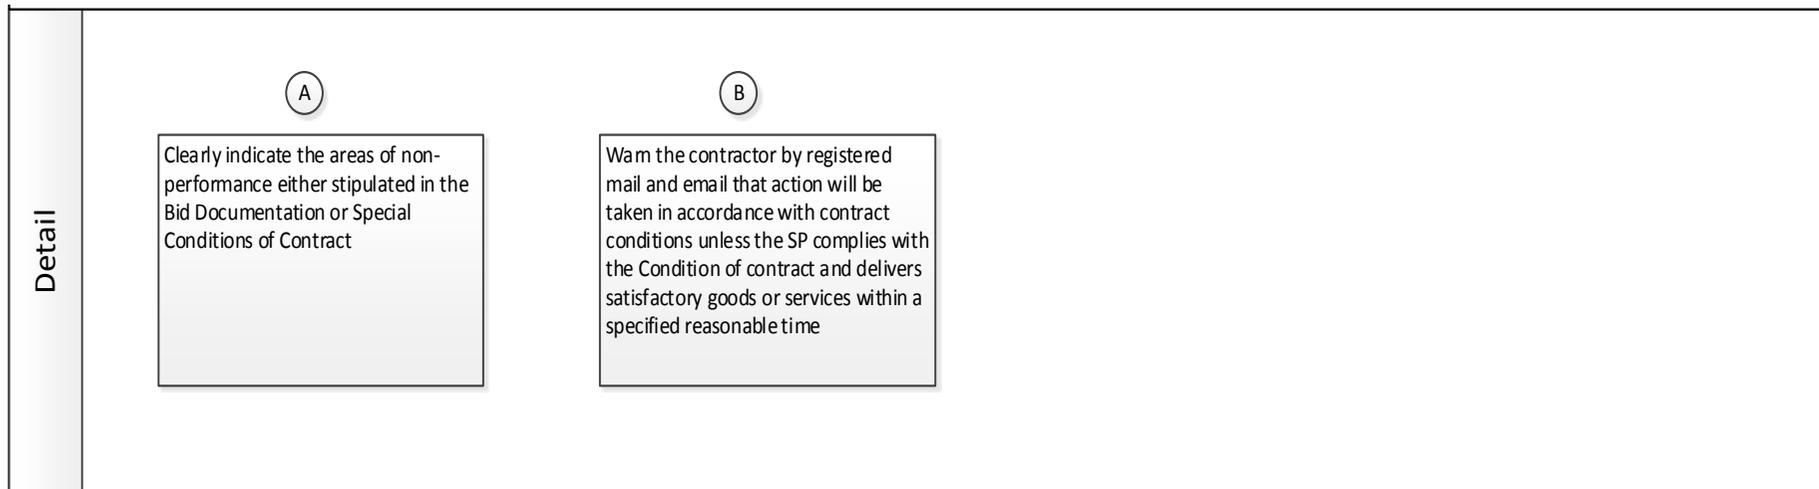 Detail
A
Clearly indicate the areas of non-
performance either stipulated in the
Bid Documentation or Special
Conditions of Contract
B
Warn the contractor by registered
mail and email that action will be
taken in accordance with contract
conditions unless the SP complies with
the Condition of contract and delivers
satisfactory goods or services within a
specified reasonable time